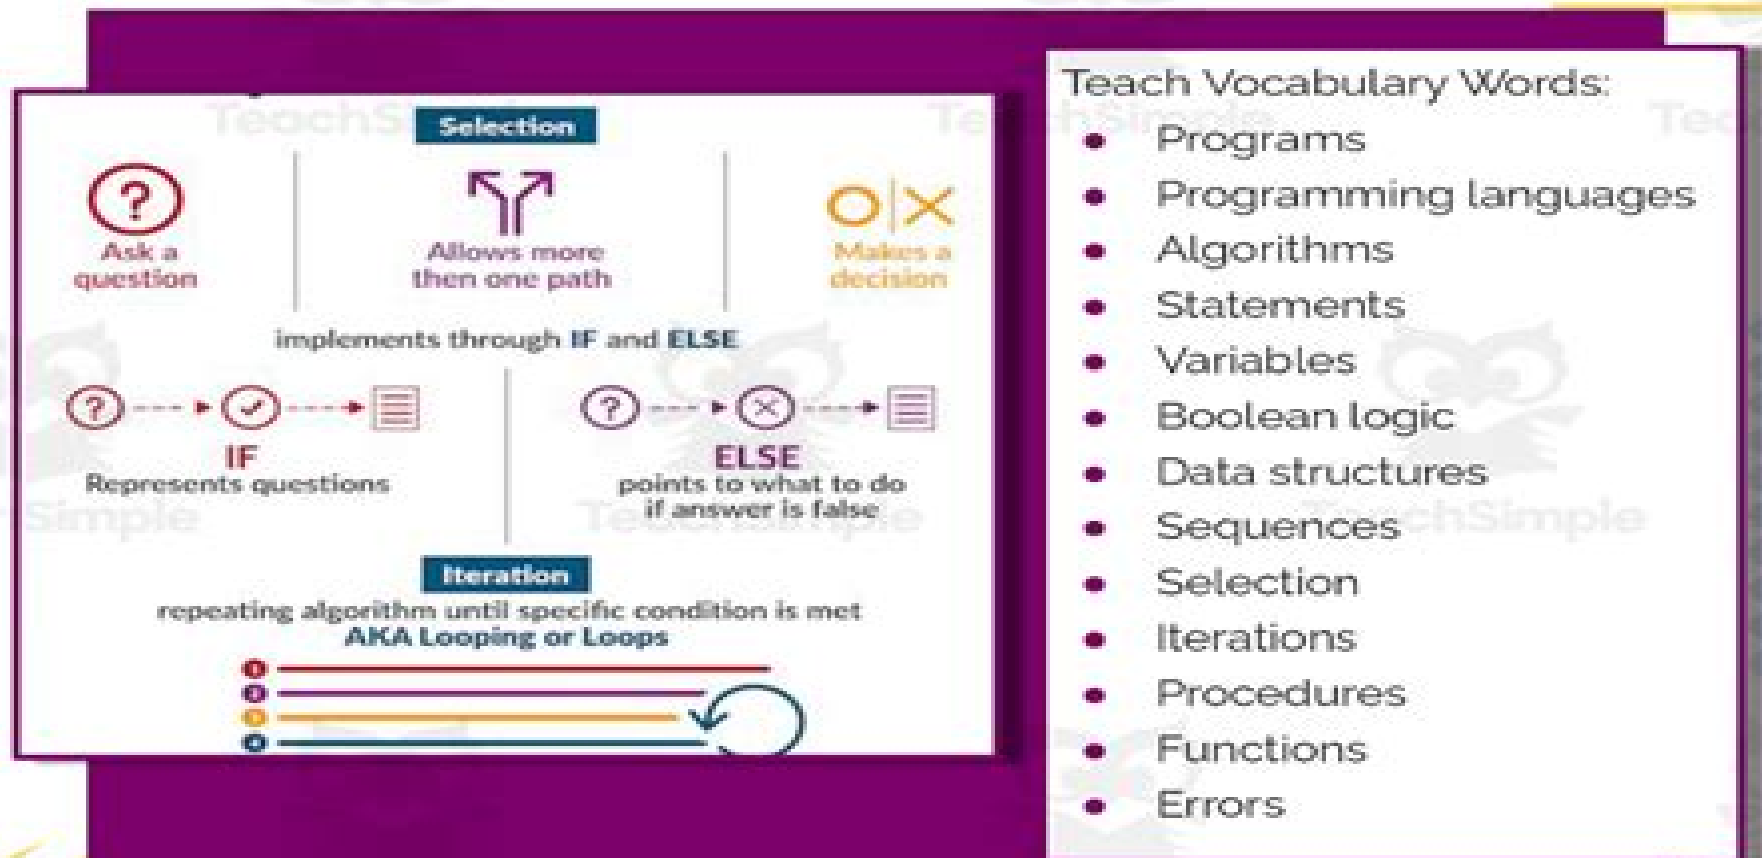 Selection
Ask a
question
Allows more
then one path
Makes a
decision
implements through IF and ELSE
IF
Represents questions
ELSE
points to what to do
if answer is false
Iteration
repeating algorithm until specific condition is met
AKA Looping or Loops
Teach Vocabulary Words:
Programs
Programming languages
Algorithms
Statements
Variables
Boolean logic
Data structures
Sequences
Selection
Iterations
Procedures
Functions
Errors
TeachSimple